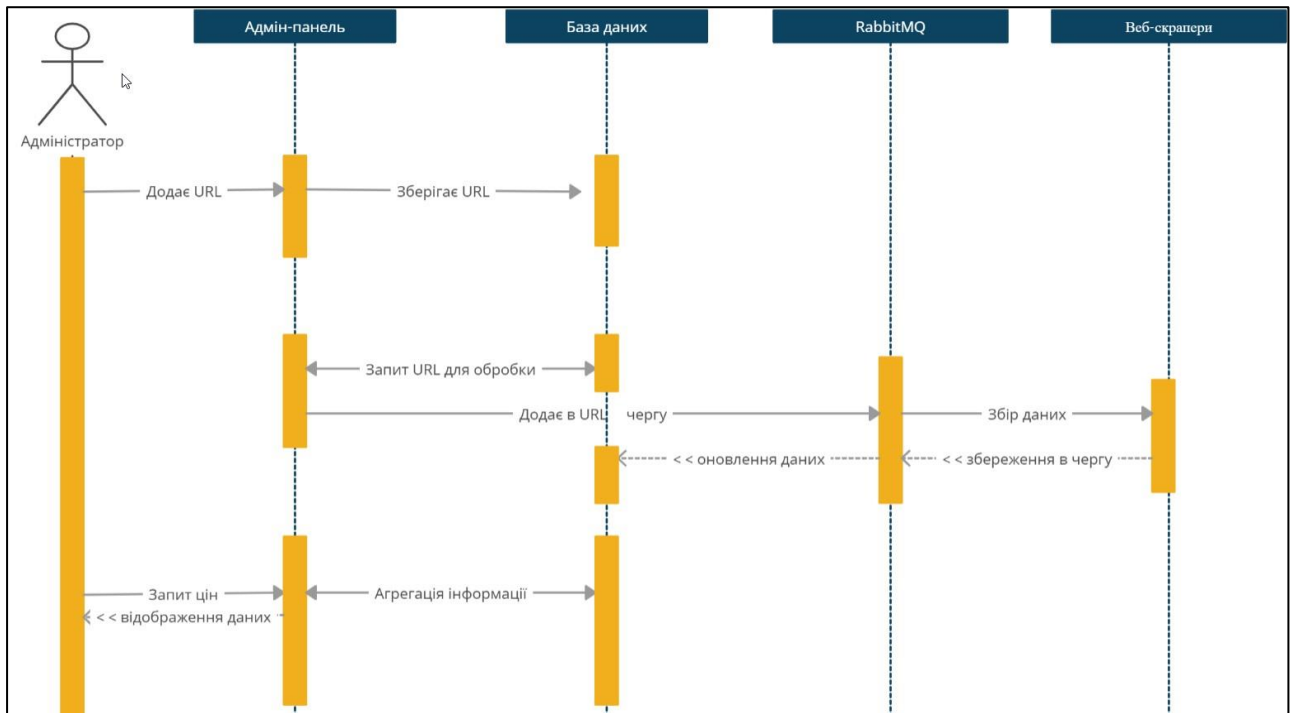 Адмін-панель
База даних
RabbitMQ
Веб-скрапери
Адміністратор
Додає URL
Зберігає URL
Запит URL для обробки
Додає в URL чергу
Збір даних
< < оновлення даних
< < збереження в чергу
Запит цін
Агрегація інформації
< < відображення даних